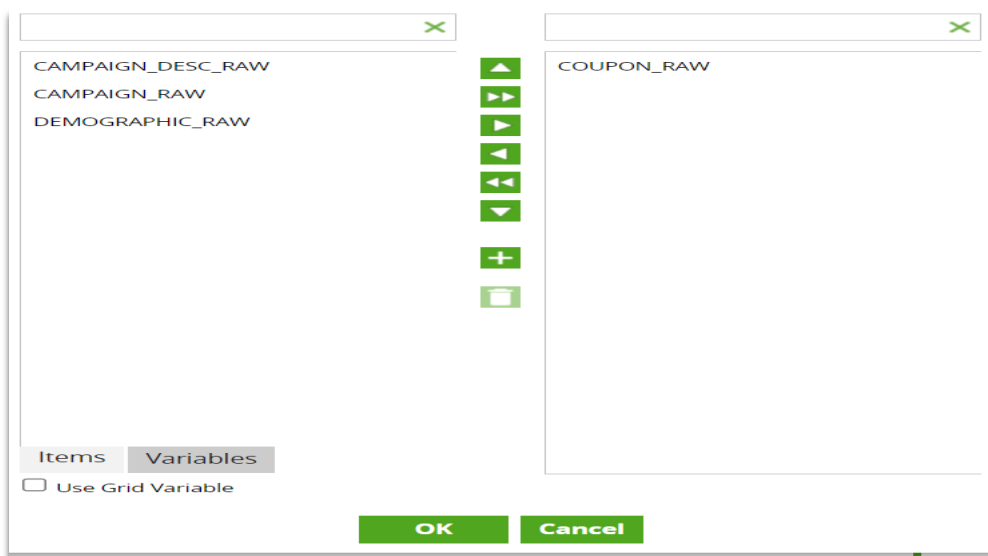 CAMPAIGN_DESC_RAW
CAMPAIGN_RAW
DEMOGRAPHIC_RAW
COUPON_RAW
Items Variables
Use Grid Variable
OK Cancel